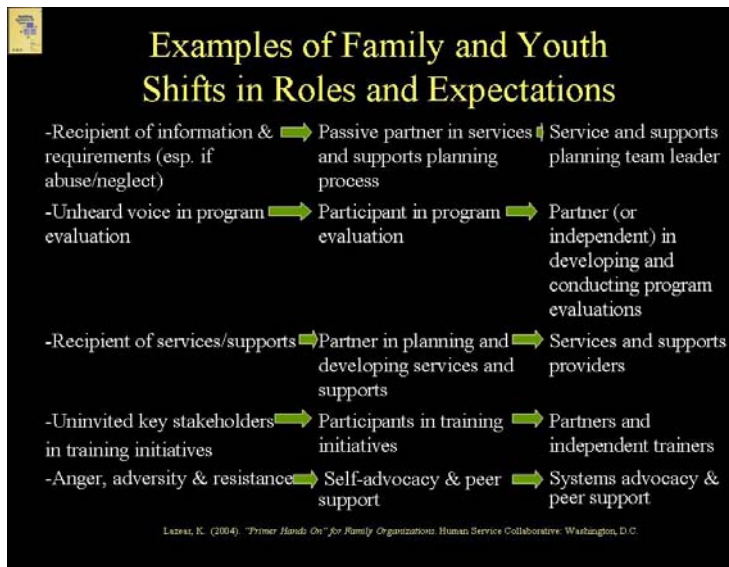 Examples of Family and Youth
Shifts in Roles and Expectations
-Recipient of information &
requirements (esp. if
abuse/neglect)
Passive partner in services
and supports planning
process
Service and supports
planning team leader
-Unheard voice in program
evaluation
Participant in program
evaluation
Partner (or
independent) in
developing and
conducting program
evaluations
-Recipient of services/supports
Partner in planning and
developing services and
supports
Services and supports
providers
-Uninvited key stakeholders
in training initiatives
Participants in training
initiatives
Partners and
independent trainers
-Anger, adversity & resistance
Self-advocacy & peer
support
Systems advocacy &
peer support
Lazear, K. (2004). "Primer Hands On" for Family Organizations. Human Service Collaborative: Washington, D.C.